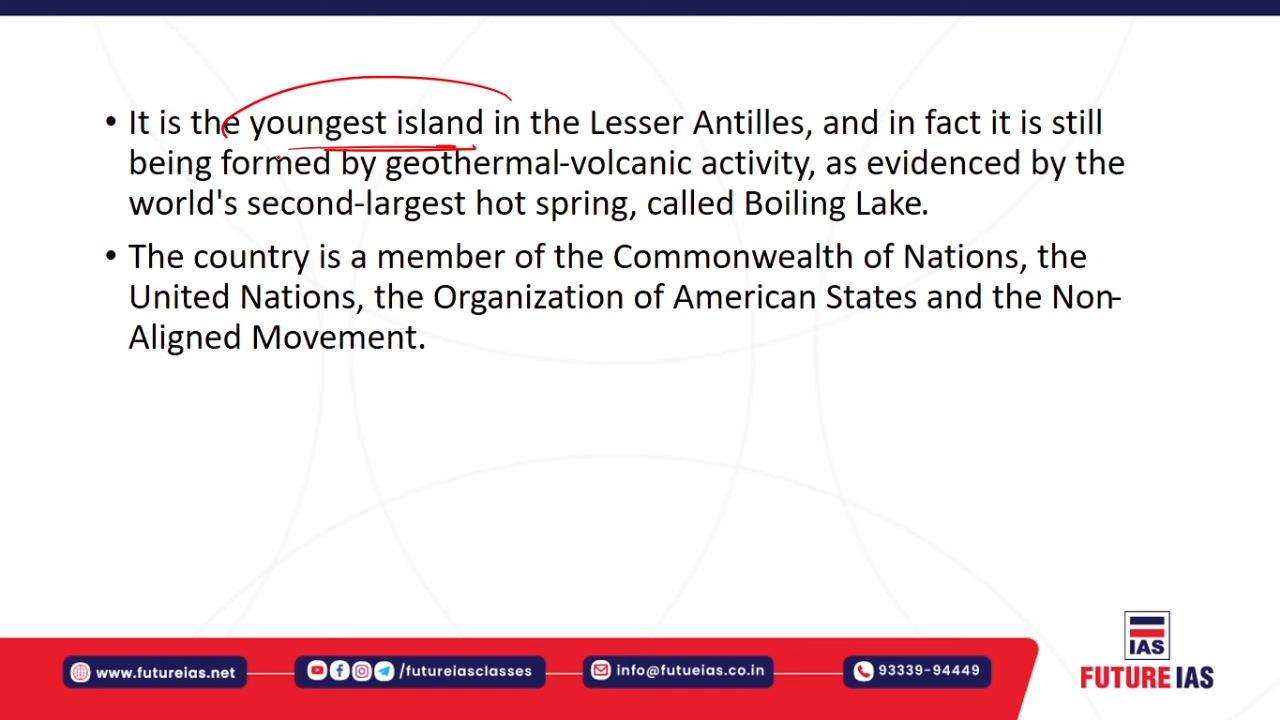 • It is the youngest island in the Lesser Antilles, and in fact it is still
being formed by geothermal-volcanic activity, as evidenced by the
world's second-largest hot spring, called Boiling Lake.
• The country is a member of the Commonwealth of Nations, the
United Nations, the Organization of American States and the Non-
Aligned Movement.
IAS
www.futureias.net
/futureiasclasses
info@futueias.co.in
93339-94449
FUTURE IAS